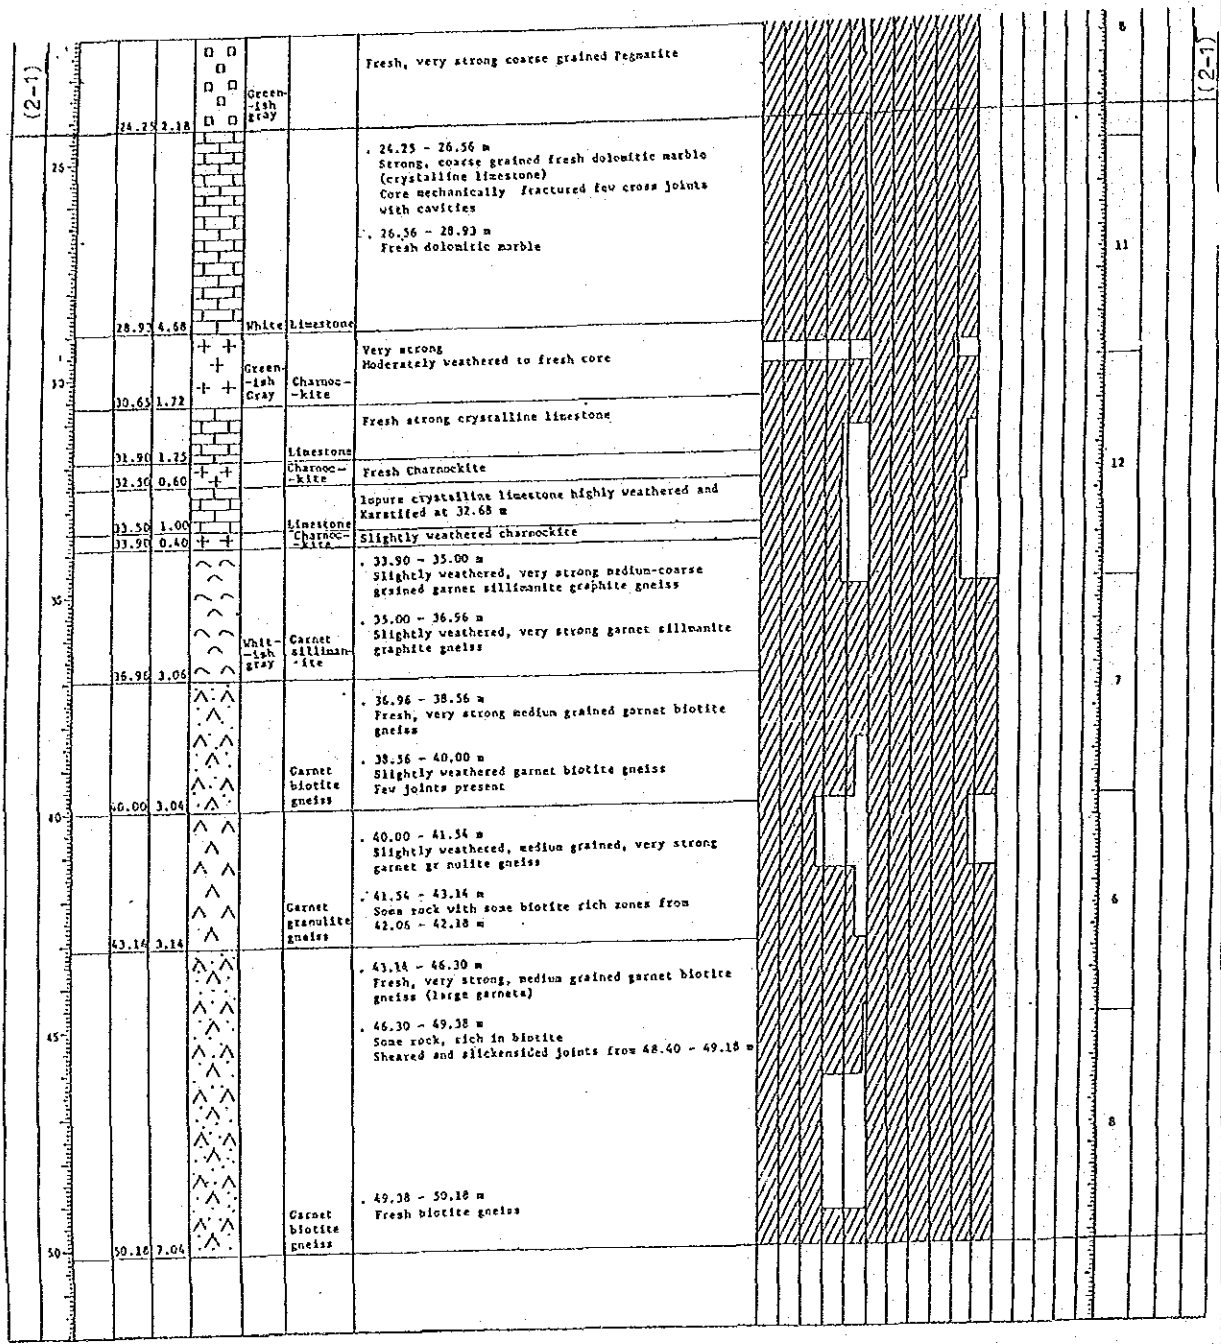 (2-1)
(2-1)
8
Fresh, very strong coarse grained Pegmatite
Green-
-ish
gray
24.25 2.18
. 24.25 - 26.56 m
Strong, coarse grained fresh dolomitic marble
(crystalline limestone)
Core mechanically fractured few cross joints
with cavities
25
. 26.56 - 28.93 m
Fresh dolomitic marble
11
28.93 4.68 White Limestone
Very strong
Moderately weathered to fresh core
Green-
-ish
Gray
Charnoc-
-kite
30.65 1.72
Fresh strong crystalline limestone
Limestone
31.90 1.25
Charnoc-
-kite
Fresh Charnockite
12
32.50 0.60
Impure crystalline limestone highly weathered and
Karstifed at 32.68 m
33.50 1.00 Limestone
Charnoc-
-kite
Slightly weathered charnockite
33.90 0.40
. 33.90 - 35.00 m
Slightly weathered, very strong medium-coarse
grained garnet sillimanite graphite gneiss
35
. 35.00 - 36.96 m
Slightly weathered, very strong garnet sillmanite
graphite gneiss
Whit-
-ish
gray
Garnet
silliman-
-ite
36.96 3.06
7
. 36.96 - 38.56 m
Fresh, very strong medium grained garnet biotite
gneiss
. 38.56 - 40.00 m
Slightly weathered garnet biotite gneiss
Few joints present
Garnet
biotite
gneiss
40.00 3.04
40
. 40.00 - 41.54 m
Slightly weathered, medium grained, very strong
garnet gr nulite gneiss
. 41.54 - 43.14 m
Some rock with some biotite rich zones from
42.06 - 42.18 m
6
Garnet
granulite
gneiss
43.14 3.14
. 43.14 - 46.30 m
Fresh, very strong, medium grained garnet biotite
gneiss (large garnets)
45
. 46.30 - 49.38 m
Some rock, rich in biotite
Sheared and slickensided joints from 48.40 - 49.18 m
8
. 49.38 - 50.18 m
Fresh biotite gneiss
Garnet
biotite
gneiss
50
50.18 7.04